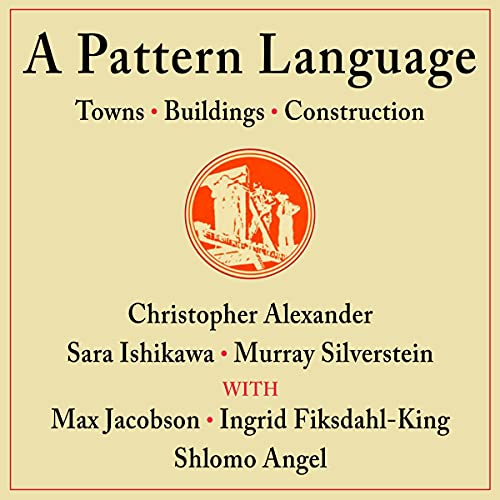 A Pattern Language
Towns • Buildings • Construction
Christopher Alexander
Sara Ishikawa • Murray Silverstein
WITH
Max Jacobson • Ingrid Fiksdahl-King
Shlomo Angel